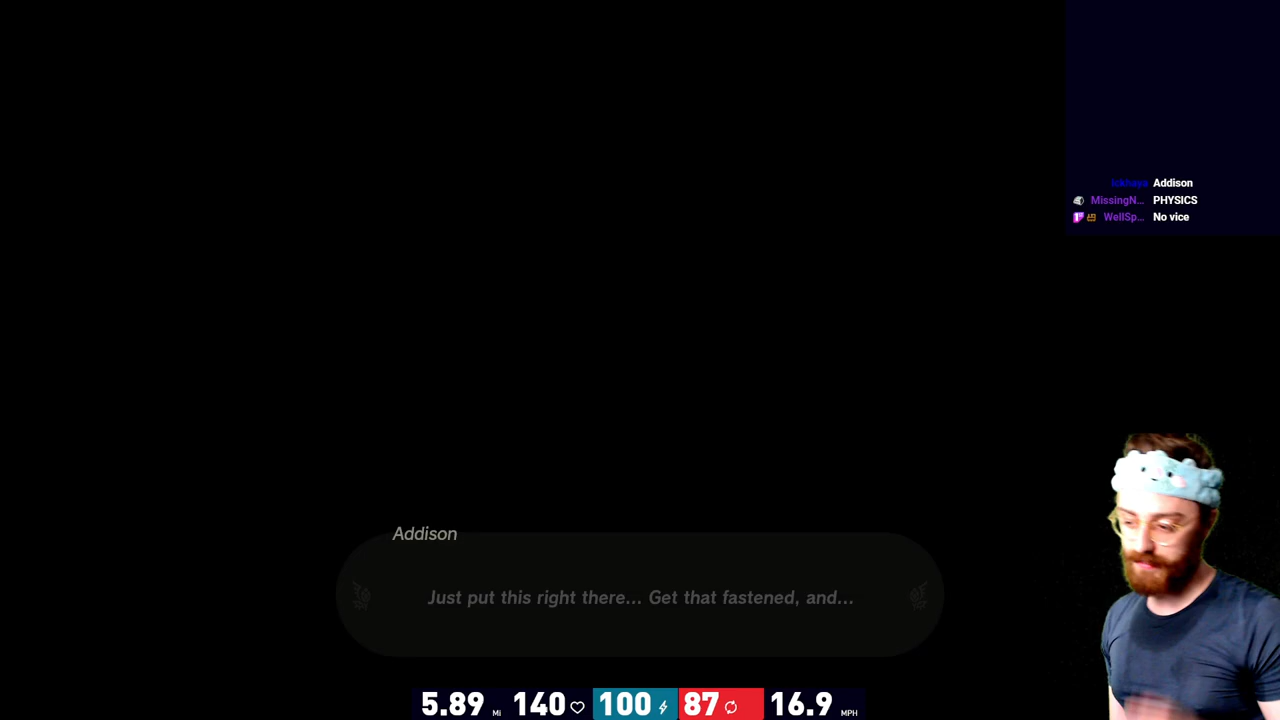 Ickhaya Addison
MissingN... PHYSICS
WellSp... No vice
Addison
Just put this right there... Get that fastened, and...
5.89 Mi 140 100 87 16.9 MPH